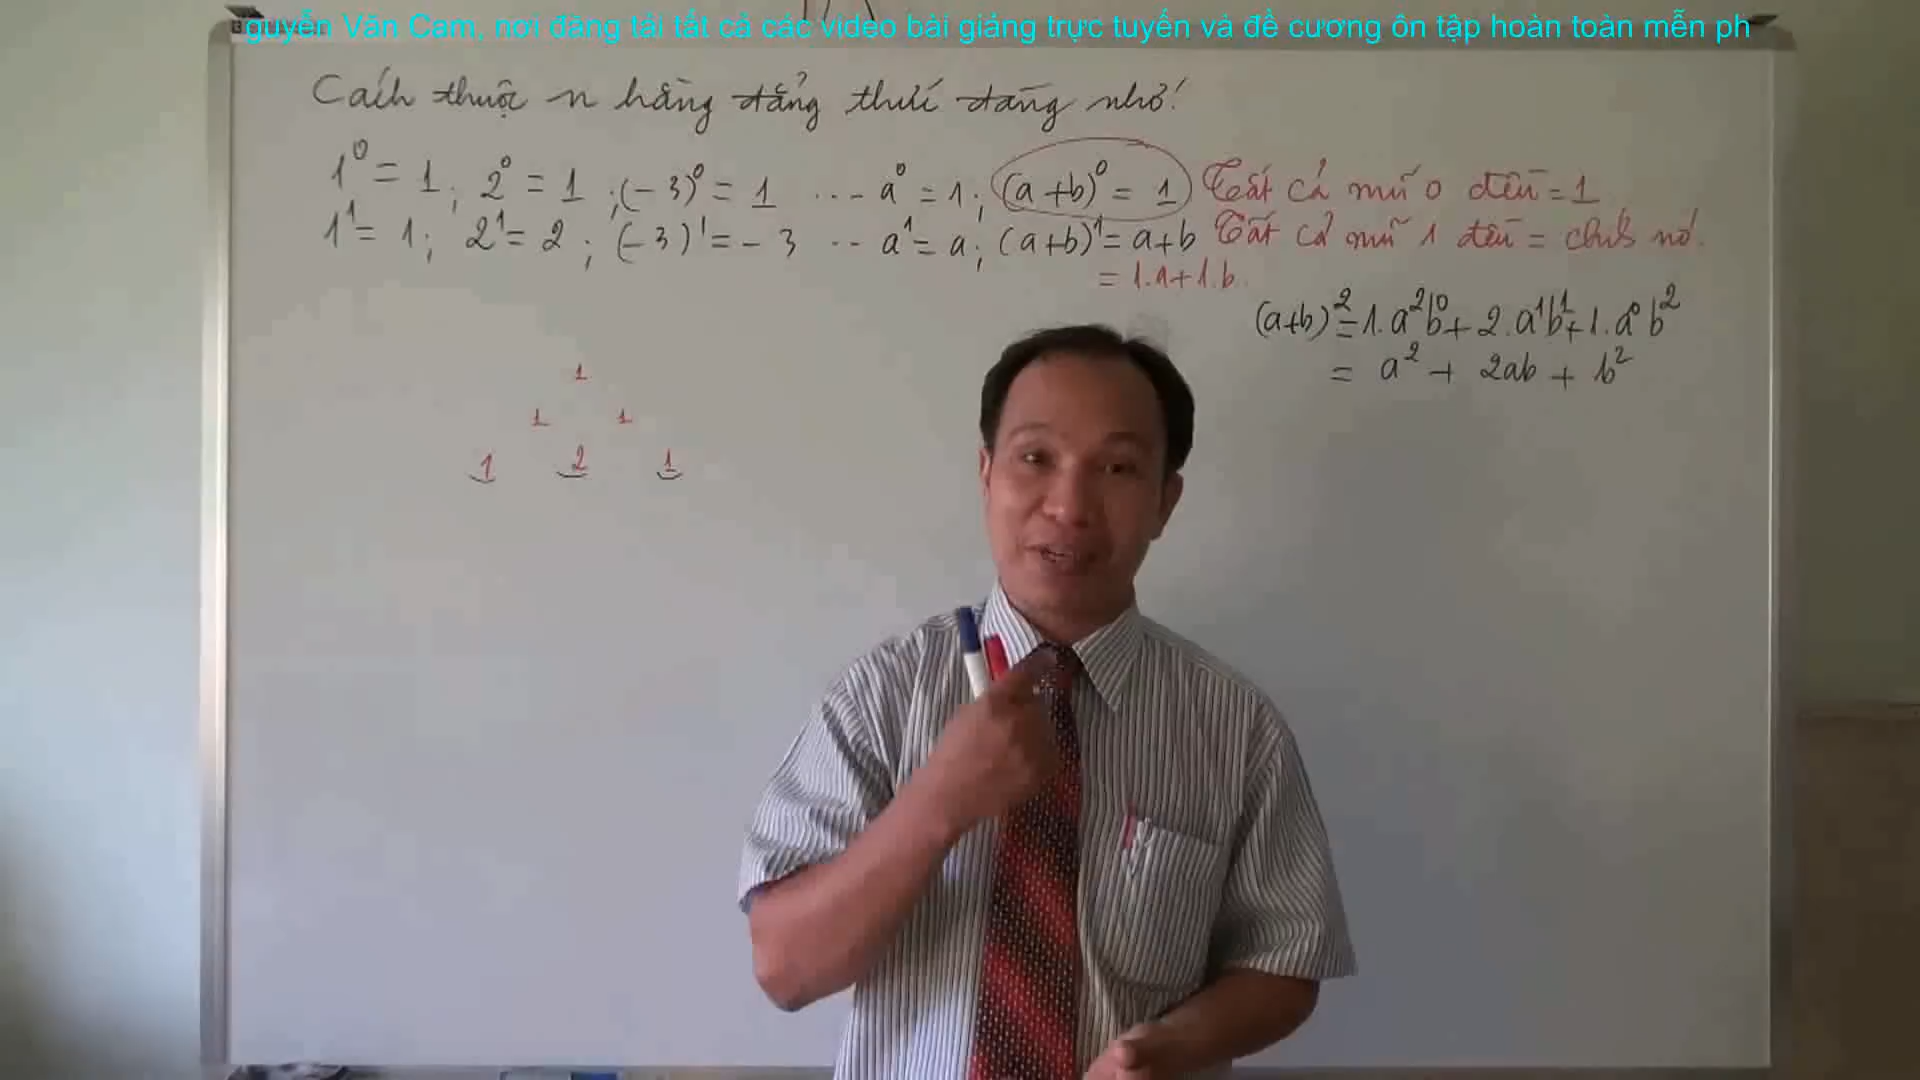 guyễn Văn Cam, nơi đăng tải tất cả các video bài giảng trực tuyến và đề cương ôn tập hoàn toàn mễn ph
Cách thuộc n hằng đẳng thức đáng nhớ!
1⁰ = 1; 2⁰ = 1; (-3)⁰ = 1 ... a⁰ = 1; (a+b)⁰ = 1 Tất cả mũ 0 đều = 1
1¹ = 1; 2¹ = 2; (-3)¹ = -3 ... a¹ = a; (a+b)¹ = a+b Tất cả mũ 1 đều = chính nó.
= 1.a + 1.b.
(a+b)² = 1.a²b⁰ + 2.a¹b¹ + 1.a⁰b²
= a² + 2ab + b²
1
1 1
1 2 1